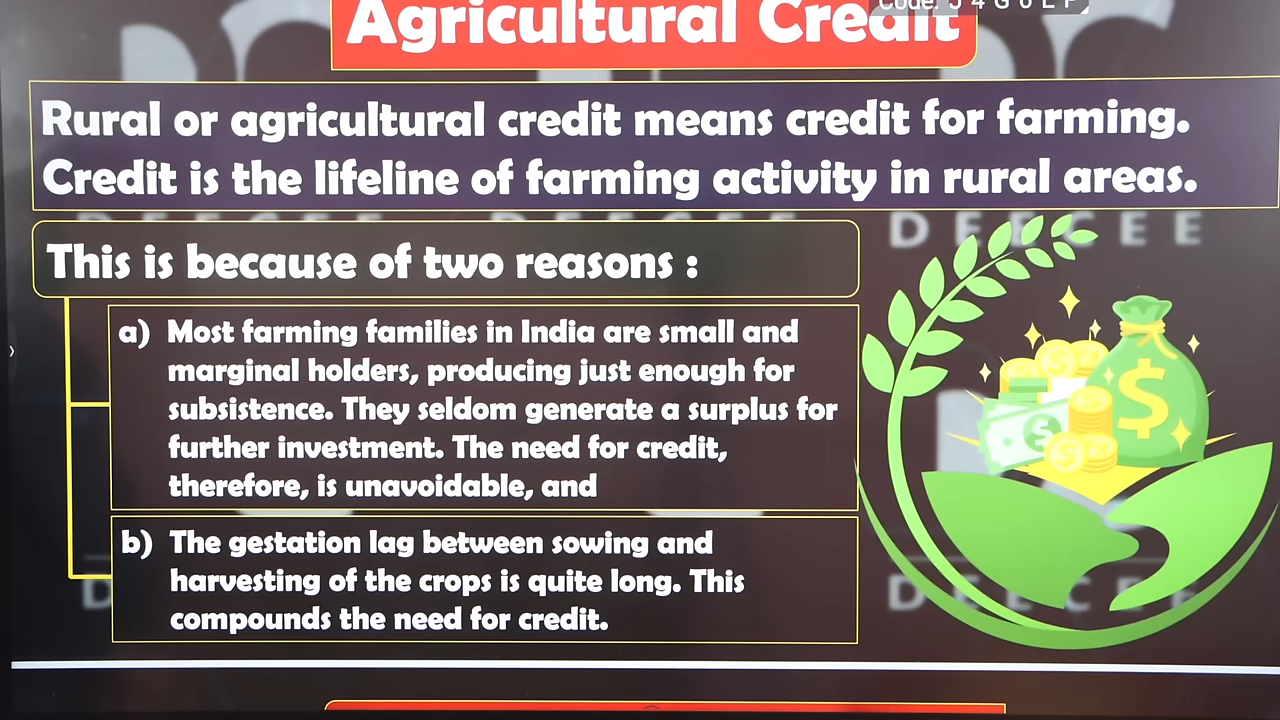 Agricultural Credit
Rural or agricultural credit means credit for farming.
Credit is the lifeline of farming activity in rural areas.
DEECEE
This is because of two reasons :
a) Most farming families in India are small and
marginal holders, producing just enough for
subsistence. They seldom generate a surplus for
further investment. The need for credit,
therefore, is unavoidable, and
b) The gestation lag between sowing and
harvesting of the crops is quite long. This
compounds the need for credit.